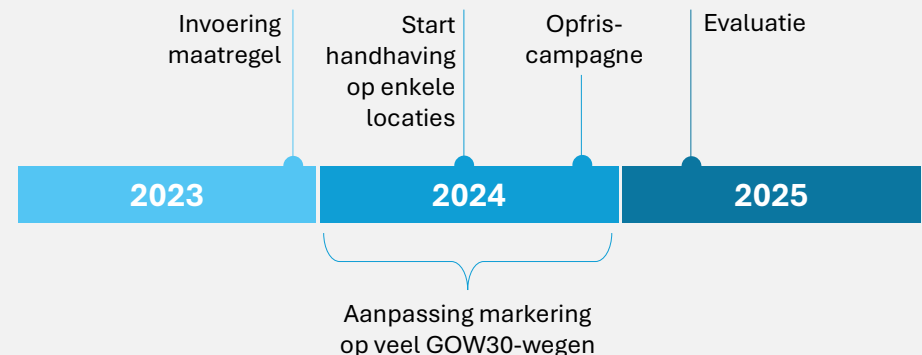 Invoering
maatregel
Start
handhaving
op enkele
locaties
Opfris-
campagne
Evaluatie
2023
2024
2025
Aanpassing markering
op veel GOW30-wegen